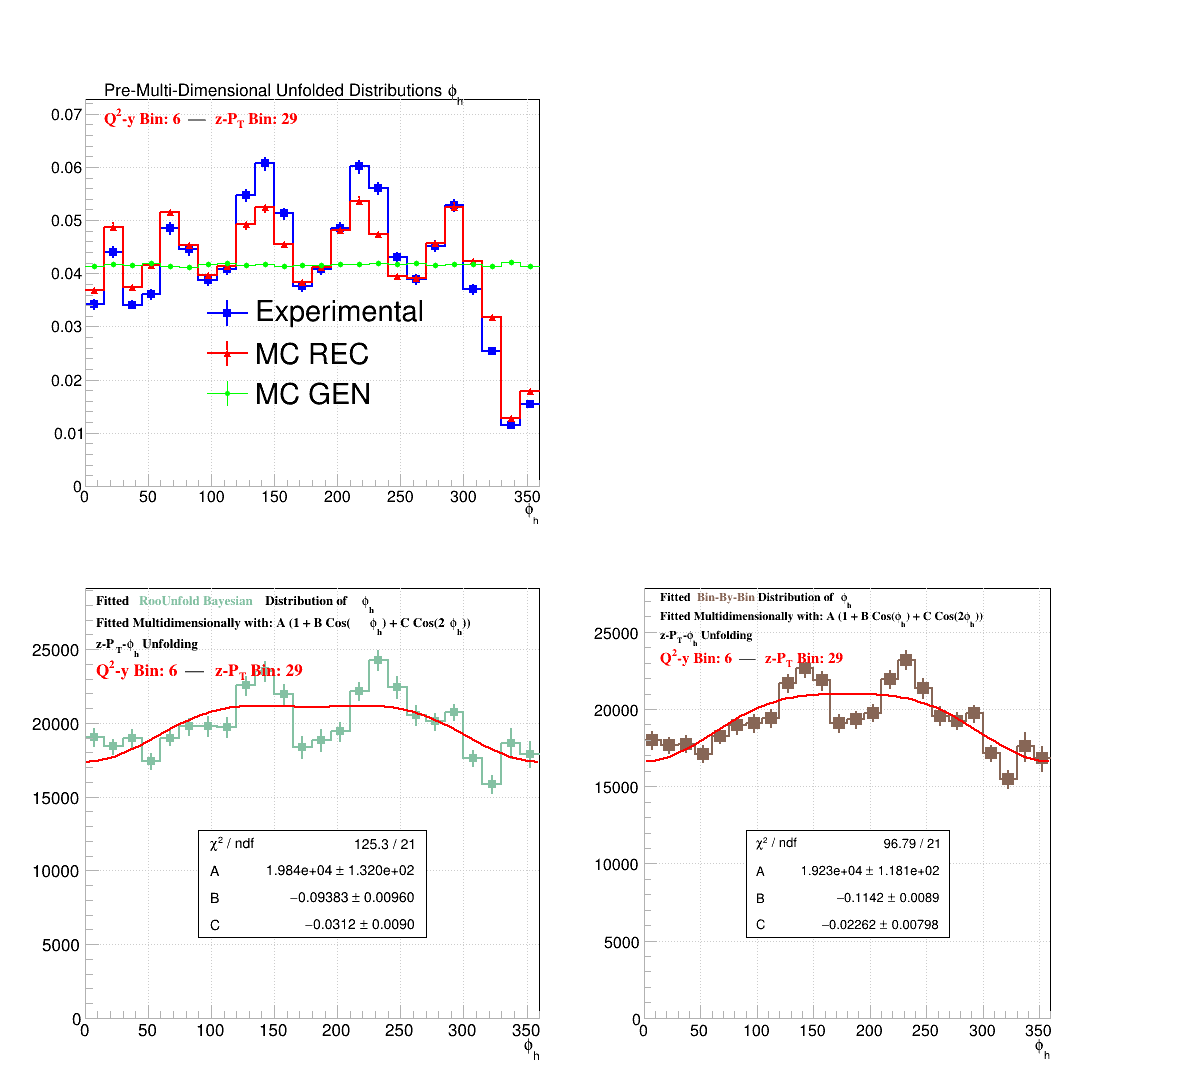 Pre-Multi-Dimensional Unfolded Distributions ϕh
Q²-y Bin: 6 — z-PT Bin: 29
0.07
0.06
0.05
0.04
0.03
0.02
0.01
0
Experimental
MC REC
MC GEN
0 50 100 150 200 250 300 350
ϕh
Fitted RooUnfold Bayesian Distribution of ϕh
Fitted Multidimensionally with: A (1 + B Cos( ϕh) + C Cos(2 ϕh))
z-PT-ϕh Unfolding
Q²-y Bin: 6 — z-PT Bin: 29
25000
20000
15000
10000
5000
0
χ² / ndf 125.3 / 21
A 1.984e+04 ± 1.320e+02
B −0.09383 ± 0.00960
C −0.0312 ± 0.0090
0 50 100 150 200 250 300 350
ϕh
Fitted Bin-By-Bin Distribution of ϕh
Fitted Multidimensionally with: A (1 + B Cos(ϕh) + C Cos(2ϕh))
z-PT-ϕh Unfolding
Q²-y Bin: 6 — z-PT Bin: 29
25000
20000
15000
10000
5000
0
χ² / ndf 96.79 / 21
A 1.923e+04 ± 1.181e+02
B −0.1142 ± 0.0089
C −0.02262 ± 0.00798
0 50 100 150 200 250 300 350
ϕh